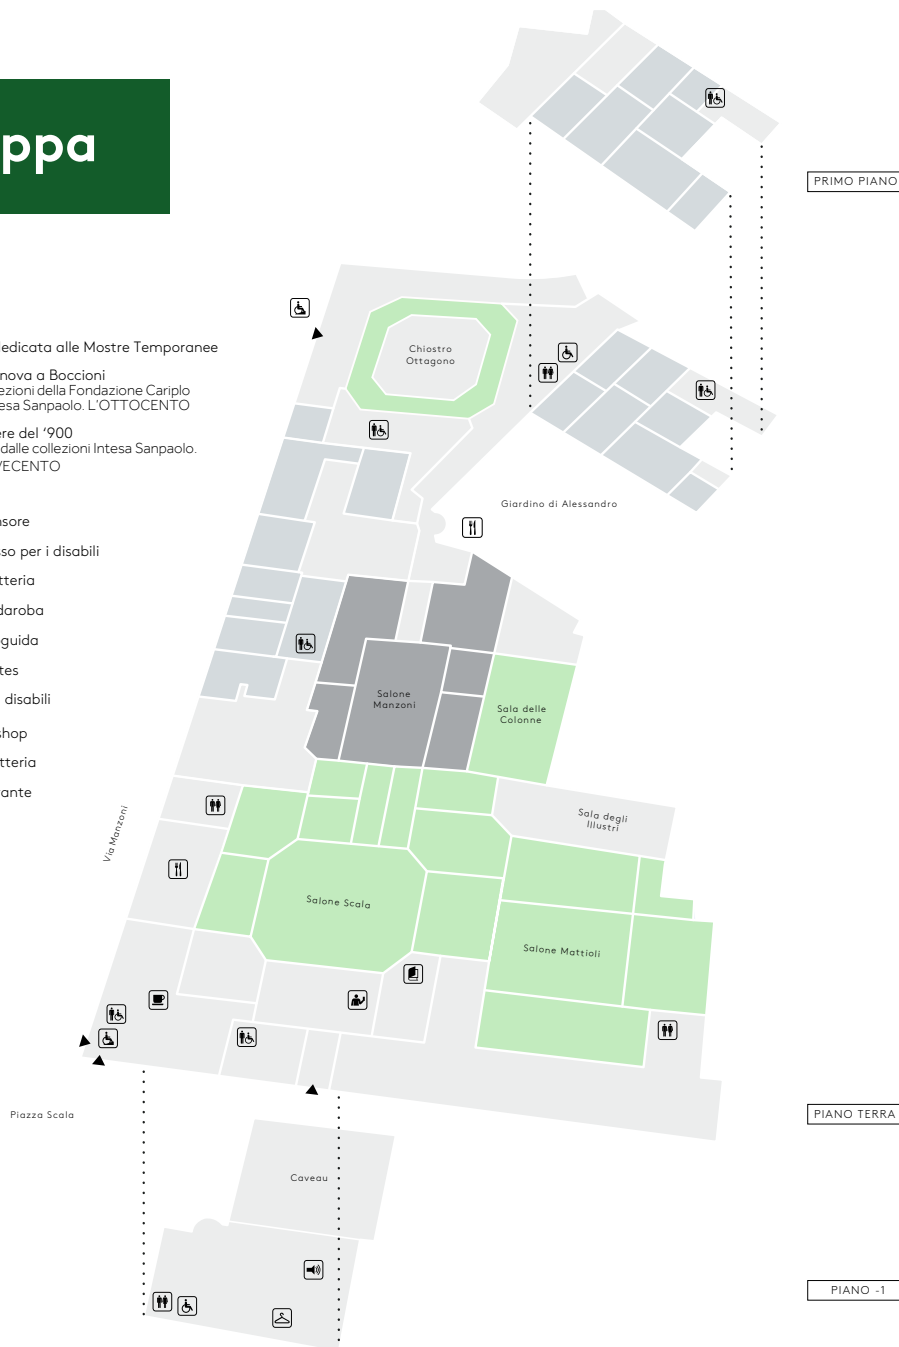 ppa
PRIMO PIANO
edicata alle Mostre Temporanee
nova a Boccioni
ezioni della Fondazione Cariplo
esa Sanpaolo. L'OTTOCENTO
ere del '900
dalle collezioni Intesa Sanpaolo.
VECENTO
nsore
sso per i disabili
tteria
daroba
oguida
tes
disabili
shop
tteria
ante
Chiostro
Ottagono
Giardino di Alessandro
Salone
Manzoni
Sala delle
Colonne
Sala degli
Illustri
Via Manzoni
Salone Scala
Salone Mattioli
Piazza Scala
PIANO TERRA
Caveau
PIANO -1